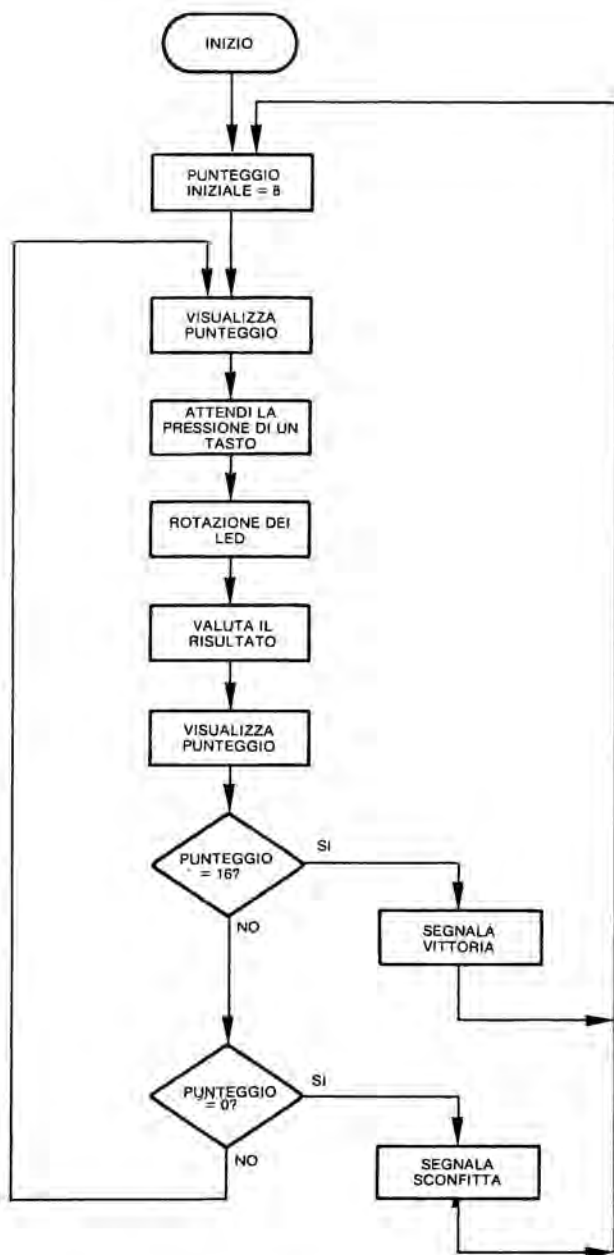 INIZIO
PUNTEGGIO
INIZIALE = 8
VISUALIZZA
PUNTEGGIO
ATTENDI LA
PRESSIONE DI UN
TASTO
ROTAZIONE DEI
LED
VALUTA IL
RISULTATO
VISUALIZZA
PUNTEGGIO
PUNTEGGIO
= 16?
SI
NO
SEGNALA
VITTORIA
PUNTEGGIO
= 0?
SI
NO
SEGNALA
SCONFITTA